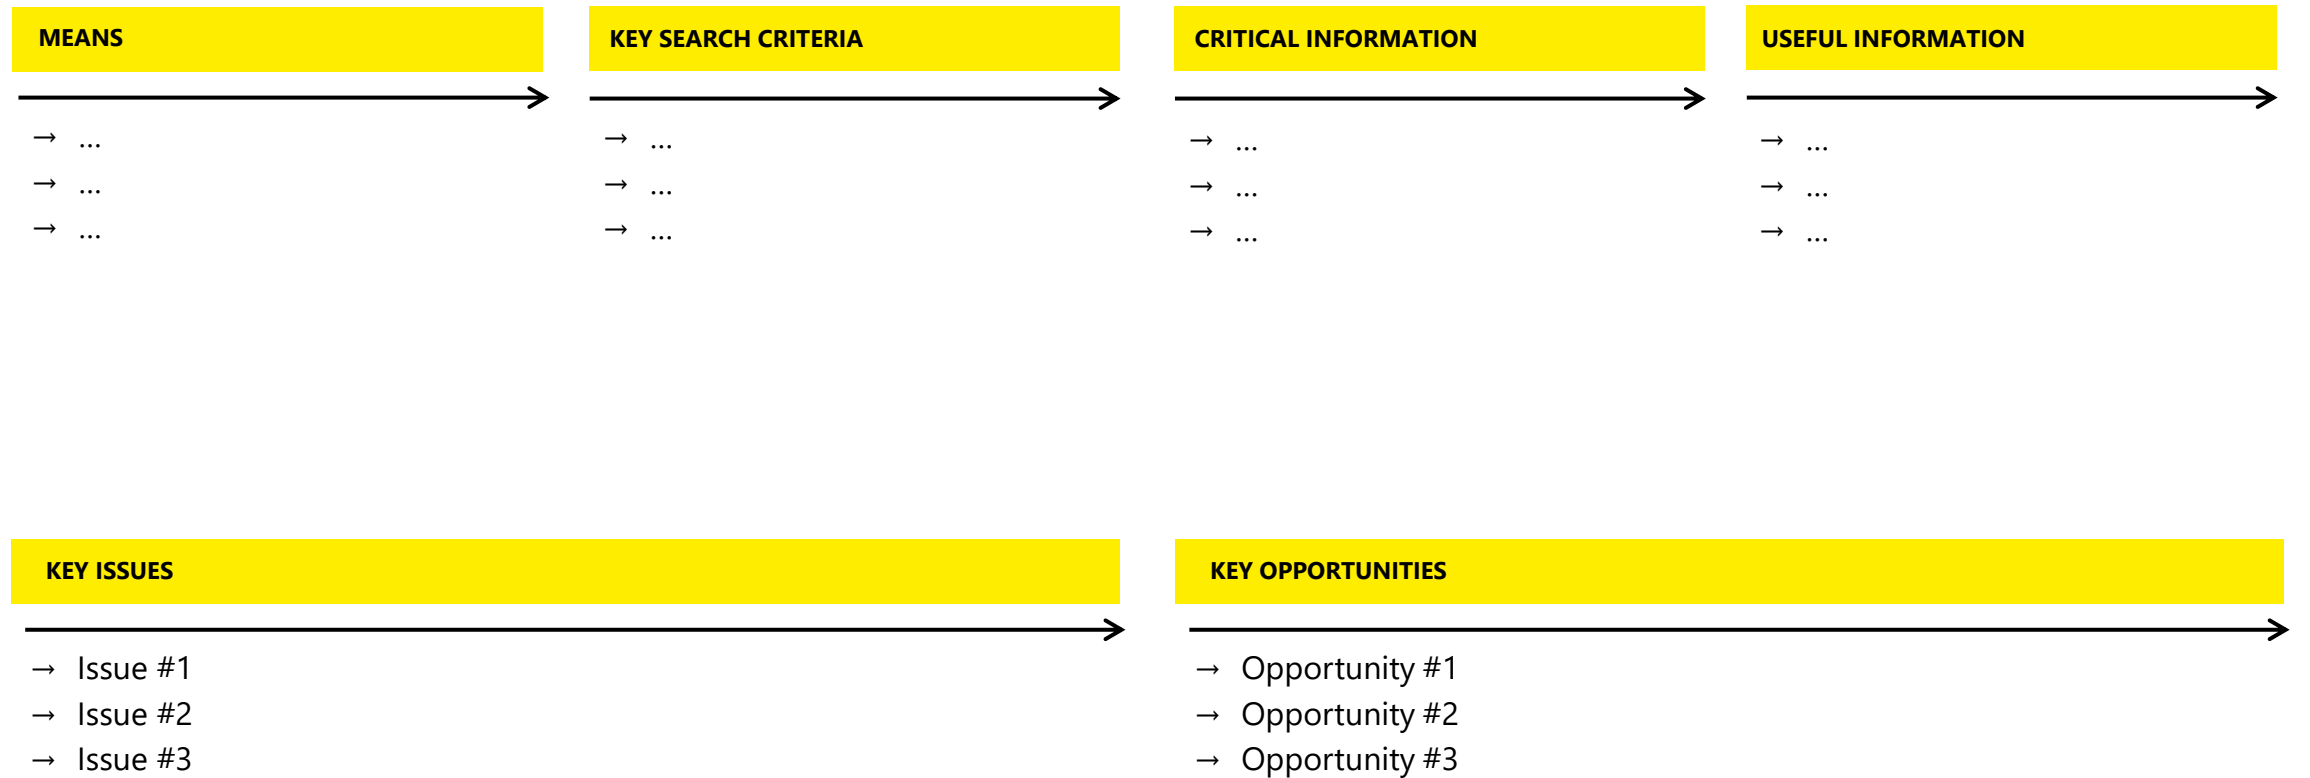 MEANS
→ ...
→ ...
→ ...
KEY SEARCH CRITERIA
→ ...
→ ...
→ ...
CRITICAL INFORMATION
→ ...
→ ...
→ ...
USEFUL INFORMATION
→ ...
→ ...
→ ...
KEY ISSUES
→ Issue #1
→ Issue #2
→ Issue #3
KEY OPPORTUNITIES
→ Opportunity #1
→ Opportunity #2
→ Opportunity #3